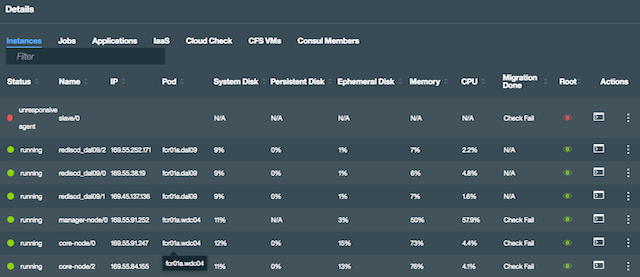 Details
Instances Jobs Applications IaaS Cloud Check CFS VMs Consul Members
Filter
Status Name IP Pod System Disk Persistent Disk Ephemeral Disk Memory CPU Migration Done Root Actions
unresponsive agent slave/0 N/A N/A N/A N/A N/A Check Fail
running rediscd_dal09/2 169.55.252.171 fcr01a.dal09 9% 0% 1% 7% 2.2% N/A
running rediscd_dal09/0 169.55.38.19 fcr01a.dal09 9% 0% 1% 6% 4.8% N/A
running rediscd_dal09/1 169.45.137.136 fcr01a.dal09 9% 0% 1% 7% 1.6% N/A
running manager-node/0 169.55.91.252 fcr01a.wdc04 11% N/A 3% 50% 57.9% Check Fail
running core-node/0 169.55.91.247 fcr01a.wdc04 12% 0% 15% 73% 4.4% Check Fail
running core-node/2 169.55.84.155 fcr01a.wdc04 11% 0% 13% 76% 4.1% Check Fail